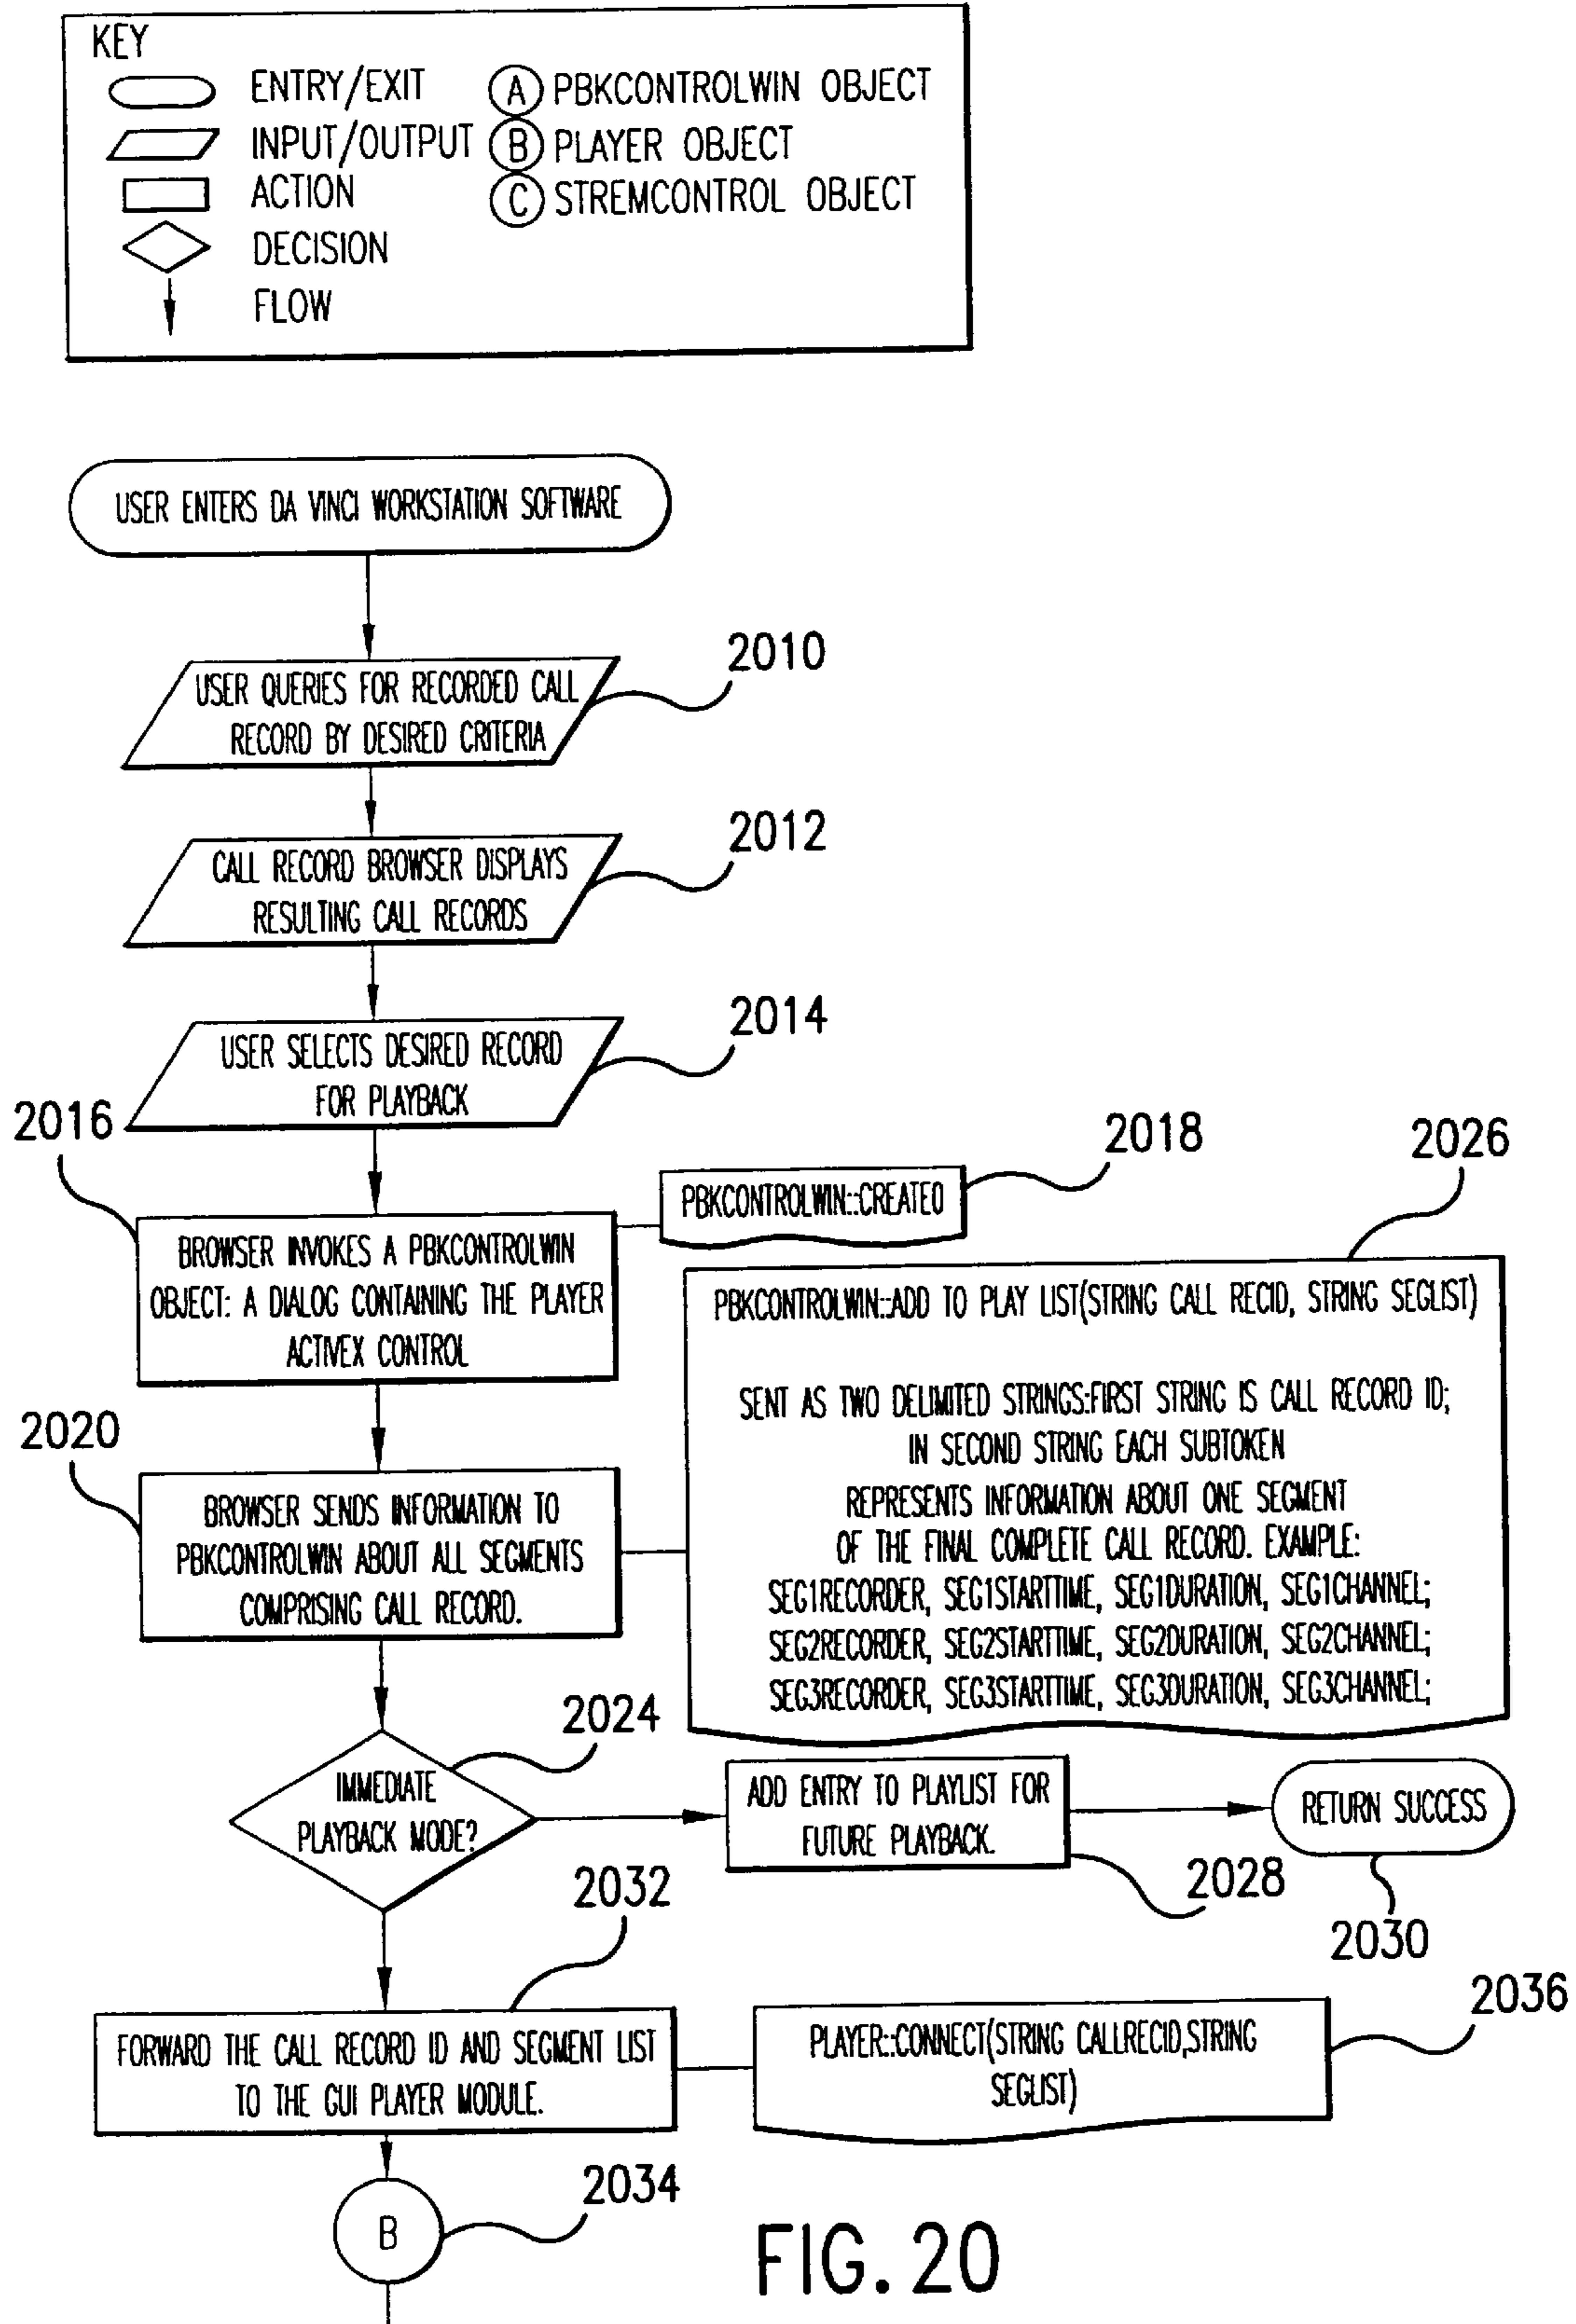 KEY
ENTRY/EXIT
INPUT/OUTPUT
ACTION
DECISION
FLOW
A PBKCONTROLWIN OBJECT
B PLAYER OBJECT
C STREMCONTROL OBJECT
USER ENTERS DA VINCI WORKSTATION SOFTWARE
2010
USER QUERIES FOR RECORDED CALL
RECORD BY DESIRED CRITERIA
2012
CALL RECORD BROWSER DISPLAYS
RESULTING CALL RECORDS
2014
USER SELECTS DESIRED RECORD
FOR PLAYBACK
2016
BROWSER INVOKES A PBKCONTROLWIN
OBJECT: A DIALOG CONTAINING THE PLAYER
ACTIVEX CONTROL
2018
PBKCONTROLWIN::CREATE()
2020
BROWSER SENDS INFORMATION TO
PBKCONTROLWIN ABOUT ALL SEGMENTS
COMPRISING CALL RECORD.
2026
PBKCONTROLWIN::ADD TO PLAY LIST(STRING CALL RECID, STRING SEGLIST)
SENT AS TWO DELIMITED STRINGS:FIRST STRING IS CALL RECORD ID;
IN SECOND STRING EACH SUBTOKEN
REPRESENTS INFORMATION ABOUT ONE SEGMENT
OF THE FINAL COMPLETE CALL RECORD. EXAMPLE:
SEG1RECORDER, SEG1STARTTIME, SEG1DURATION, SEG1CHANNEL;
SEG2RECORDER, SEG2STARTTIME, SEG2DURATION, SEG2CHANNEL;
SEG3RECORDER, SEG3STARTTIME, SEG3DURATION, SEG3CHANNEL;
2024
IMMEDIATE
PLAYBACK MODE?
ADD ENTRY TO PLAYLIST FOR
FUTURE PLAYBACK.
2028
RETURN SUCCESS
2030
2032
FORWARD THE CALL RECORD ID AND SEGMENT LIST
TO THE GUI PLAYER MODULE.
2036
PLAYER::CONNECT(STRING CALLRECID,STRING
SEGLIST)
2034
B
FIG. 20